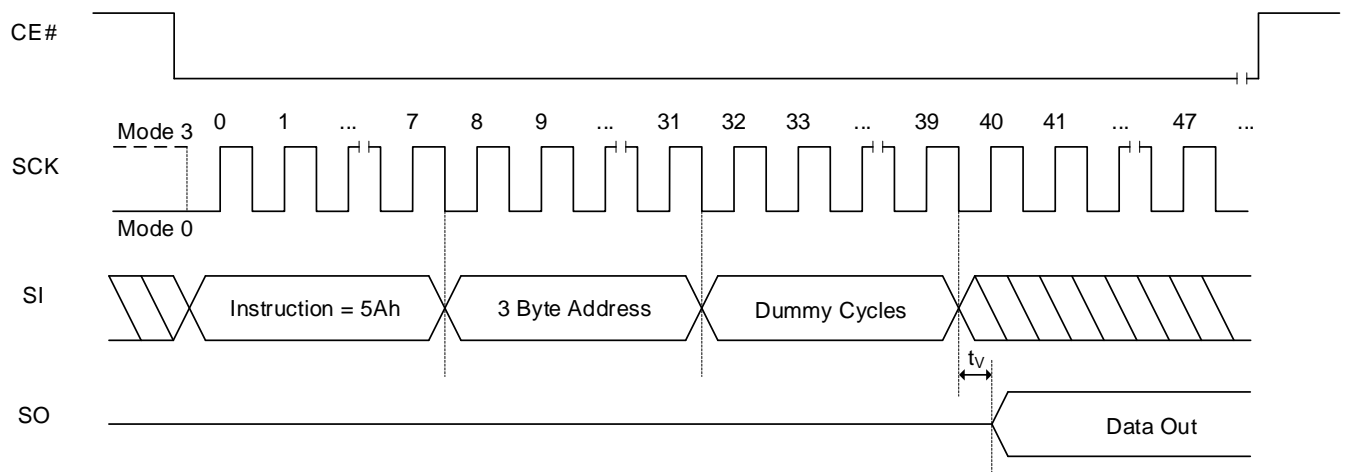 CE#
0 1 ... 7 8 9 ... 31 32 33 ... 39 40 41 ... 47 ...
Mode 3
SCK
Mode 0
SI
Instruction = 5Ah
3 Byte Address
Dummy Cycles
tV
SO
Data Out